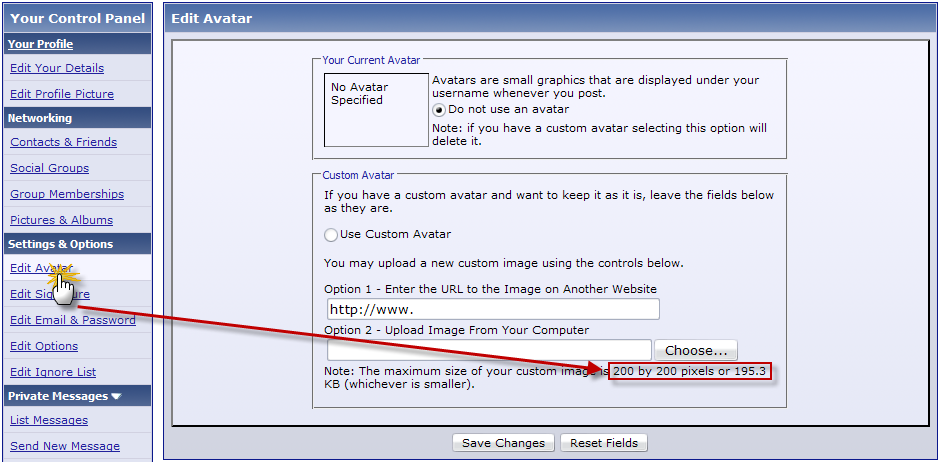 Your Control Panel
Your Profile
Edit Your Details
Edit Profile Picture
Networking
Contacts & Friends
Social Groups
Group Memberships
Pictures & Albums
Settings & Options
Edit Avatar
Edit Signature
Edit Email & Password
Edit Options
Edit Ignore List
Private Messages
List Messages
Send New Message
Edit Avatar
Your Current Avatar
No Avatar
Specified
Avatars are small graphics that are displayed under your
username whenever you post.
Do not use an avatar
Note: if you have a custom avatar selecting this option will
delete it.
Custom Avatar
If you have a custom avatar and want to keep it as it is, leave the fields below
as they are.
Use Custom Avatar
You may upload a new custom image using the controls below.
Option 1 - Enter the URL to the Image on Another Website
http://www.
Option 2 - Upload Image From Your Computer
Choose...
Note: The maximum size of your custom image is 200 by 200 pixels or 195.3
KB (whichever is smaller).
Save Changes
Reset Fields